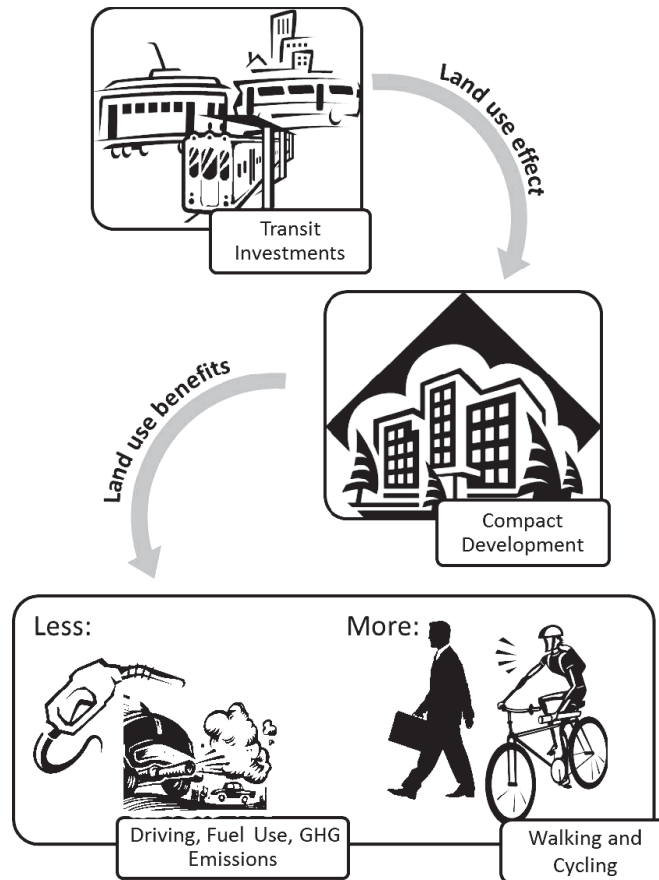 Land use effect
Transit
Investments
Land use benefits
Compact
Development
Less:
More:
Driving, Fuel Use, GHG
Emissions
Walking and
Cycling